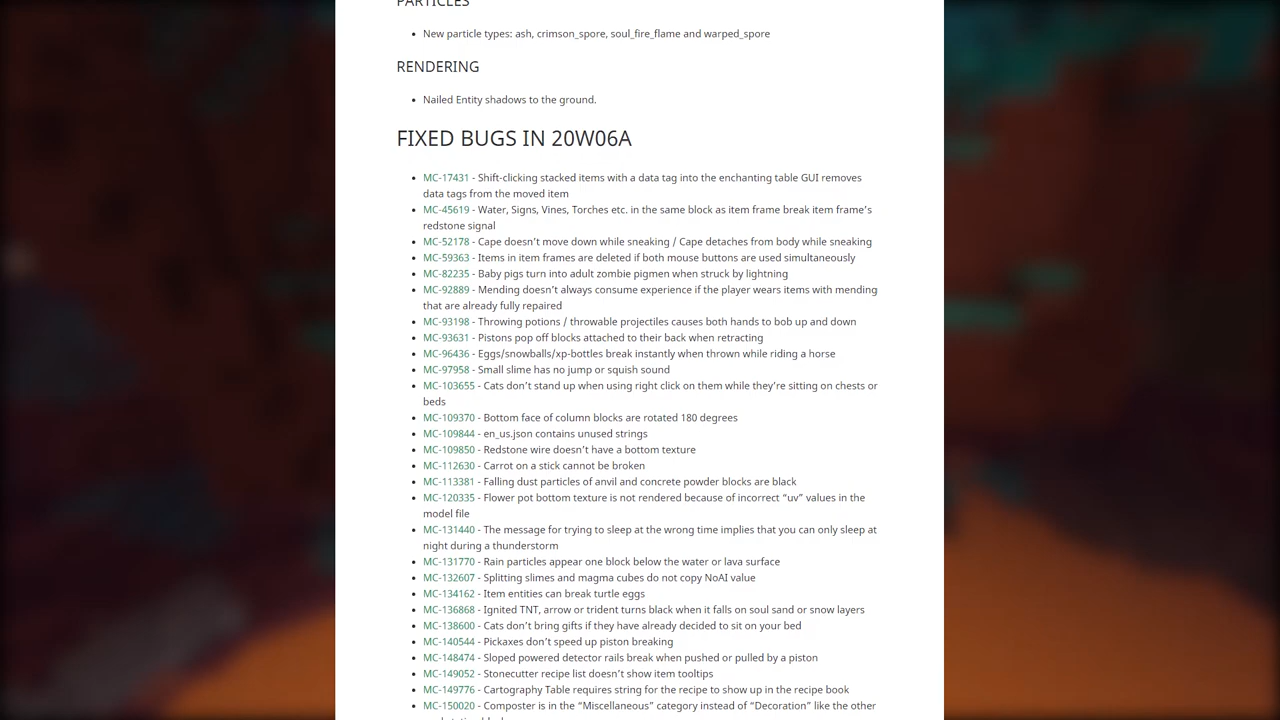 PARTICLES
• New particle types: ash, crimson_spore, soul_fire_flame and warped_spore
RENDERING
• Nailed Entity shadows to the ground.
FIXED BUGS IN 20W06A
• MC-17431 - Shift-clicking stacked items with a data tag into the enchanting table GUI removes
data tags from the moved item
• MC-45619 - Water, Signs, Vines, Torches etc. in the same block as item frame break item frame’s
redstone signal
• MC-52178 - Cape doesn’t move down while sneaking / Cape detaches from body while sneaking
• MC-59363 - Items in item frames are deleted if both mouse buttons are used simultaneously
• MC-82235 - Baby pigs turn into adult zombie pigmen when struck by lightning
• MC-92889 - Mending doesn’t always consume experience if the player wears items with mending
that are already fully repaired
• MC-93198 - Throwing potions / throwable projectiles causes both hands to bob up and down
• MC-93631 - Pistons pop off blocks attached to their back when retracting
• MC-96436 - Eggs/snowballs/xp-bottles break instantly when thrown while riding a horse
• MC-97958 - Small slime has no jump or squish sound
• MC-103655 - Cats don’t stand up when using right click on them while they’re sitting on chests or
beds
• MC-109370 - Bottom face of column blocks are rotated 180 degrees
• MC-109844 - en_us.json contains unused strings
• MC-109850 - Redstone wire doesn’t have a bottom texture
• MC-112630 - Carrot on a stick cannot be broken
• MC-113381 - Falling dust particles of anvil and concrete powder blocks are black
• MC-120335 - Flower pot bottom texture is not rendered because of incorrect “uv” values in the
model file
• MC-131440 - The message for trying to sleep at the wrong time implies that you can only sleep at
night during a thunderstorm
• MC-131770 - Rain particles appear one block below the water or lava surface
• MC-132607 - Splitting slimes and magma cubes do not copy NoAI value
• MC-134162 - Item entities can break turtle eggs
• MC-136868 - Ignited TNT, arrow or trident turns black when it falls on soul sand or snow layers
• MC-138600 - Cats don’t bring gifts if they have already decided to sit on your bed
• MC-140544 - Pickaxes don’t speed up piston breaking
• MC-148474 - Sloped powered detector rails break when pushed or pulled by a piston
• MC-149052 - Stonecutter recipe list doesn’t show item tooltips
• MC-149776 - Cartography Table requires string for the recipe to show up in the recipe book
• MC-150020 - Composter is in the “Miscellaneous” category instead of “Decoration” like the other